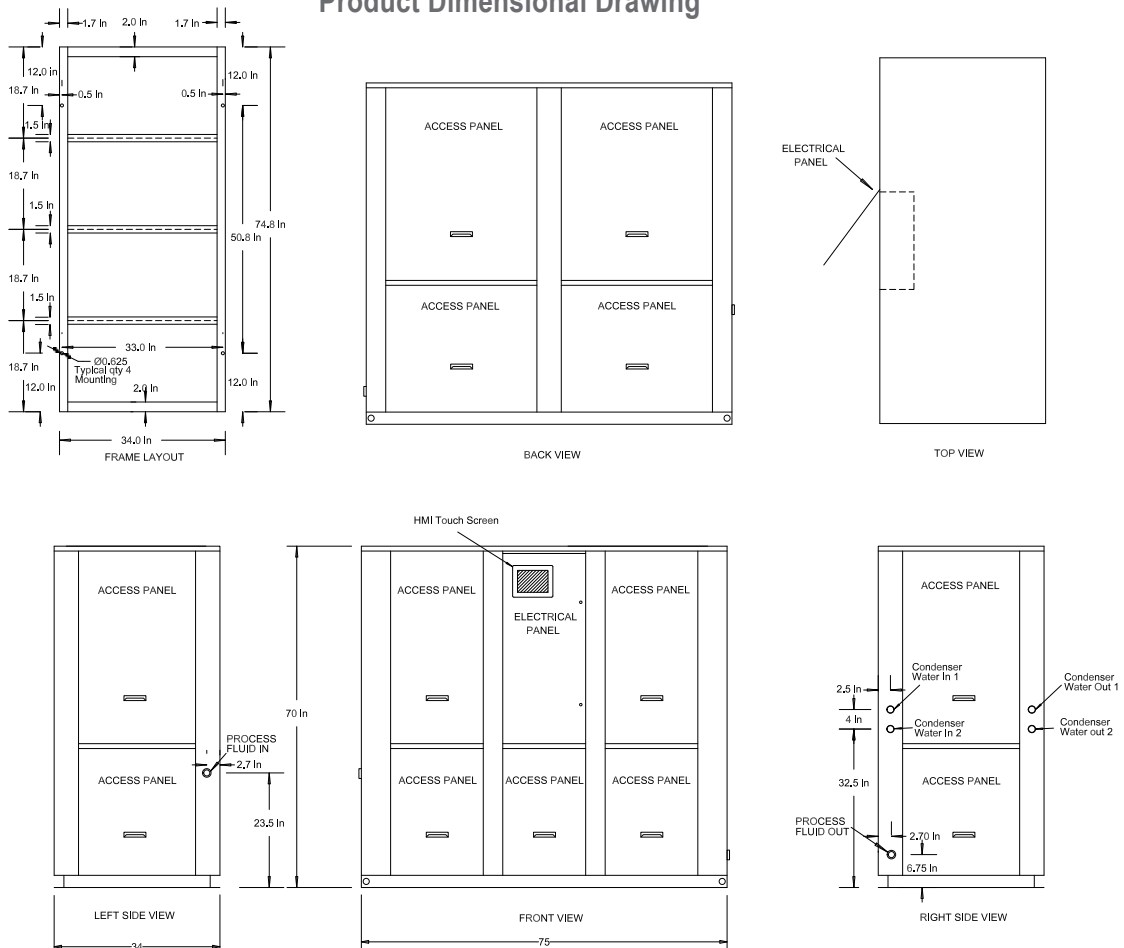 Product Dimensional Drawing
1.7 In
2.0 In
1.7 In
12.0 In
12.0 In
18.7 In
0.5 In
0.5 In
1.5 In
18.7 In
1.5 In
74.8 In
50.8 In
18.7 In
1.5 In
33.0 In
Ø0.625
Typical qty 4
Mounting
18.7 In
12.0 In
2.0 In
12.0 In
34.0 In
FRAME LAYOUT
ACCESS PANEL
ACCESS PANEL
ACCESS PANEL
ACCESS PANEL
BACK VIEW
ELECTRICAL
PANEL
TOP VIEW
ACCESS PANEL
PROCESS
FLUID IN
2.7 In
ACCESS PANEL
23.5 In
LEFT SIDE VIEW
34
HMI Touch Screen
ACCESS PANEL
ELECTRICAL
PANEL
ACCESS PANEL
70 In
ACCESS PANEL
ACCESS PANEL
ACCESS PANEL
FRONT VIEW
75
ACCESS PANEL
Condenser
Water In 1
Condenser
Water Out 1
2.5 In
4 In
Condenser
Water In 2
Condenser
Water out 2
32.5 In
ACCESS PANEL
PROCESS
FLUID OUT
2.70 In
6.75 In
RIGHT SIDE VIEW